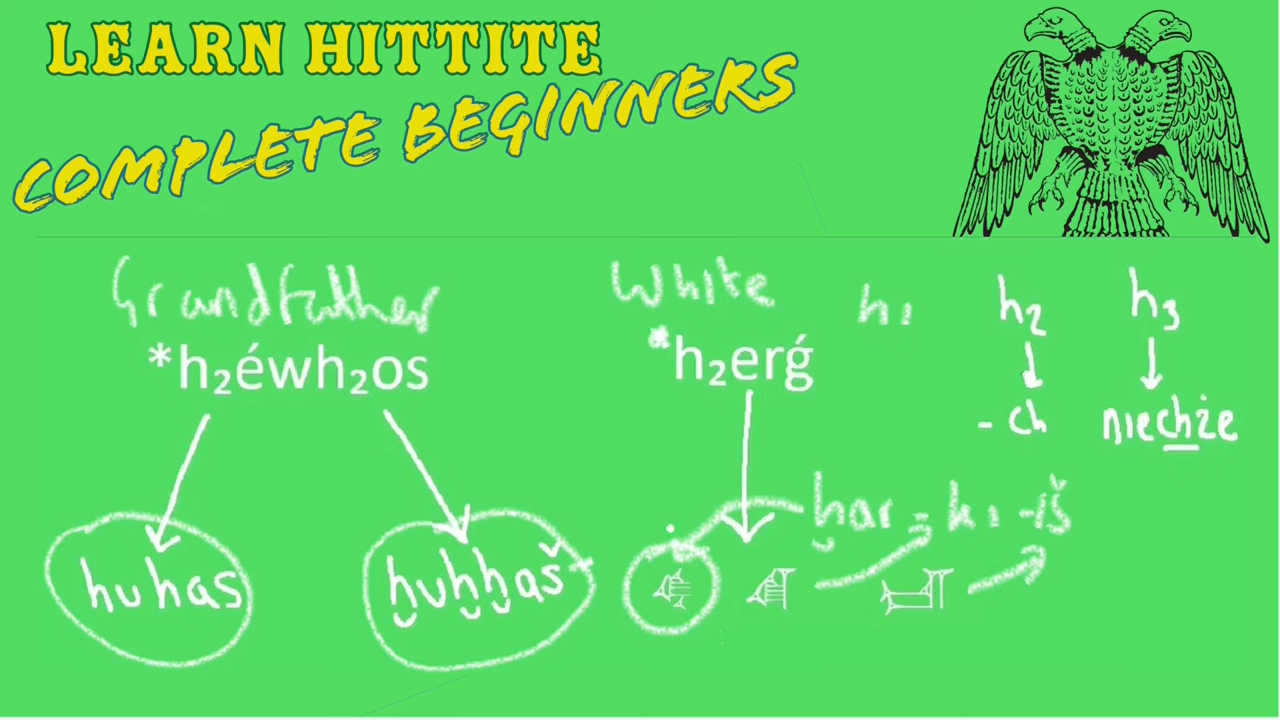 LEARN HITTITE
COMPLETE BEGINNERS
Grandfather
*h₂éwh₂os
huhas
ḫuḫḫaš
White
*h₂erǵ
ḫar-ki-iš
𒄯 𒆠 𒅖
h₁ h₂ h₃
-ch niechże